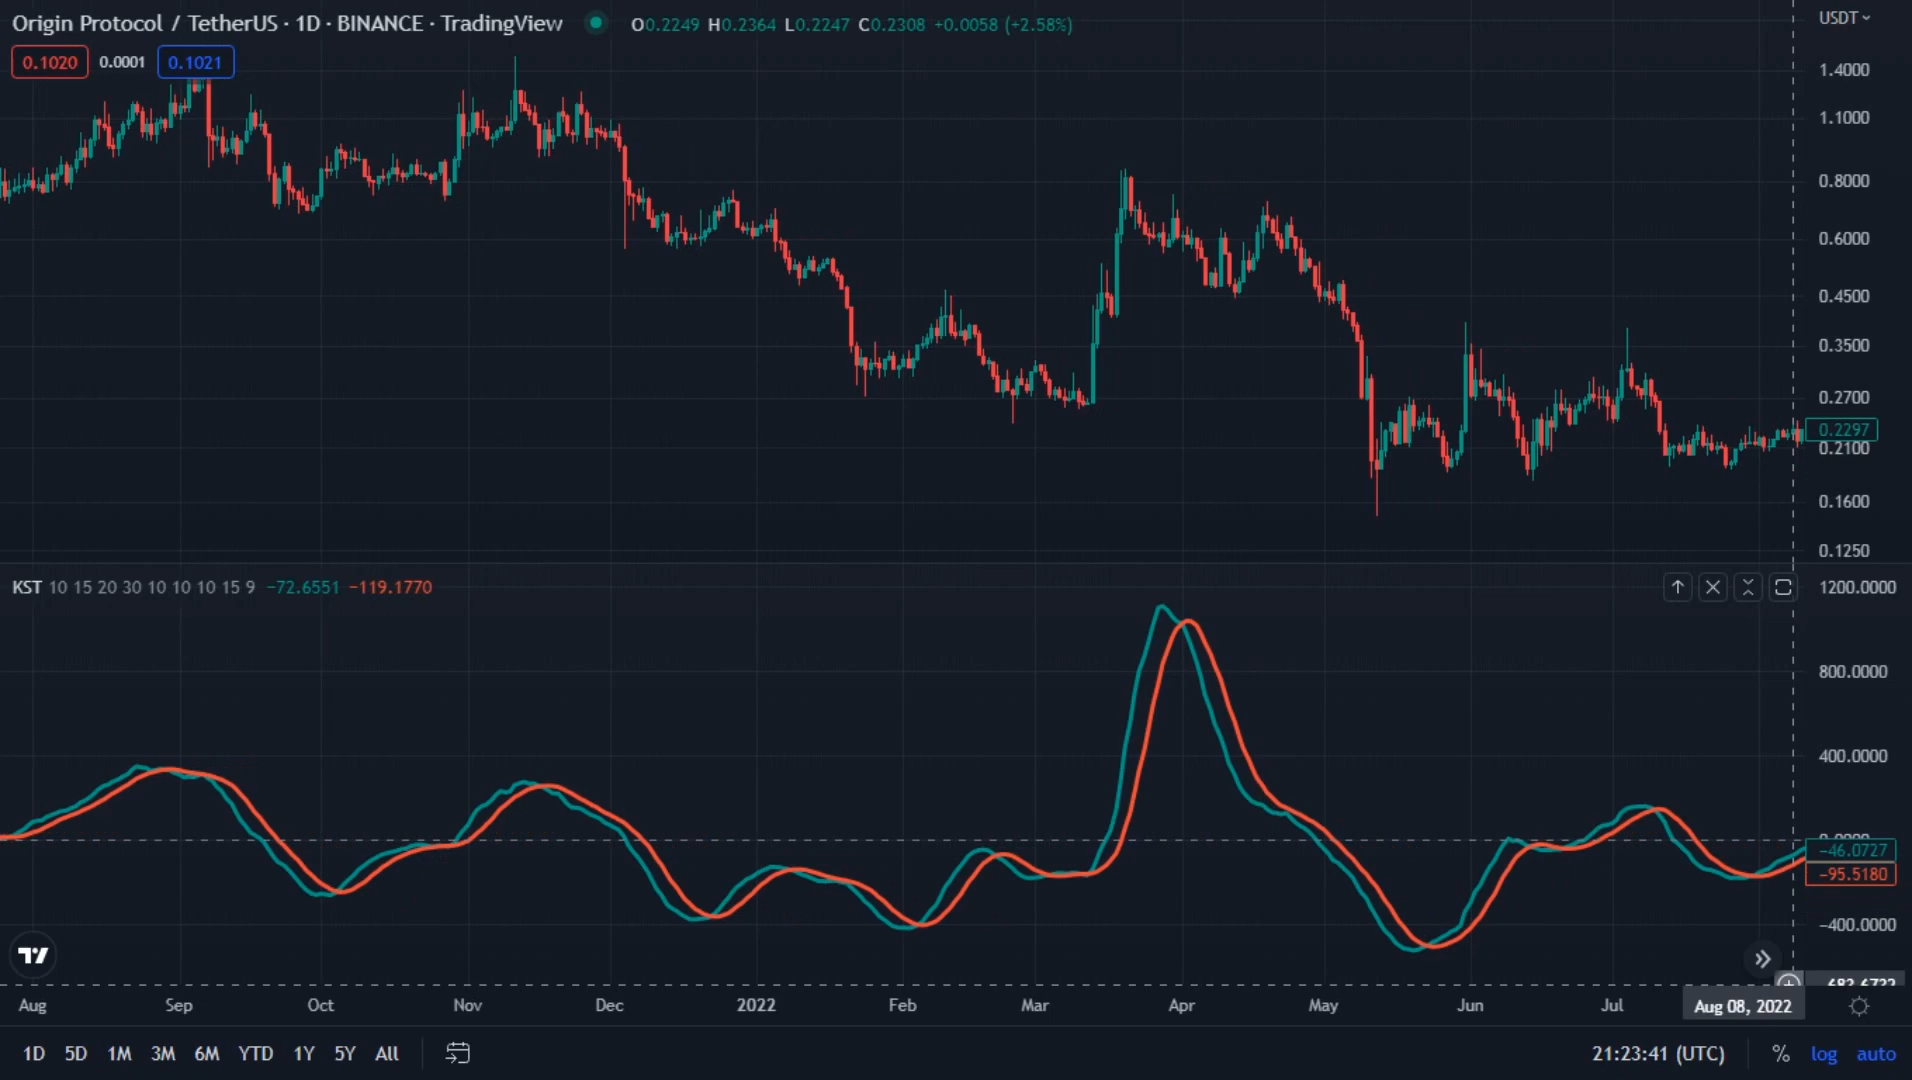 Origin Protocol / TetherUS · 1D · BINANCE · TradingView O0.2249 H0.2364 L0.2247 C0.2308 +0.0058 (+2.58%)
USDT
0.1020 0.0001 0.1021
1.4000
1.1000
0.8000
0.6000
0.4500
0.3500
0.2700
0.2297
0.2100
0.1600
0.1250
KST 10 15 20 30 10 10 10 15 9 −72.6551 −119.1770
1200.0000
800.0000
400.0000
−46.0727
−95.5180
−400.0000
Aug Sep Oct Nov Dec 2022 Feb Mar Apr May Jun Jul Aug 08, 2022
1D 5D 1M 3M 6M YTD 1Y 5Y All 21:23:41 (UTC) % log auto